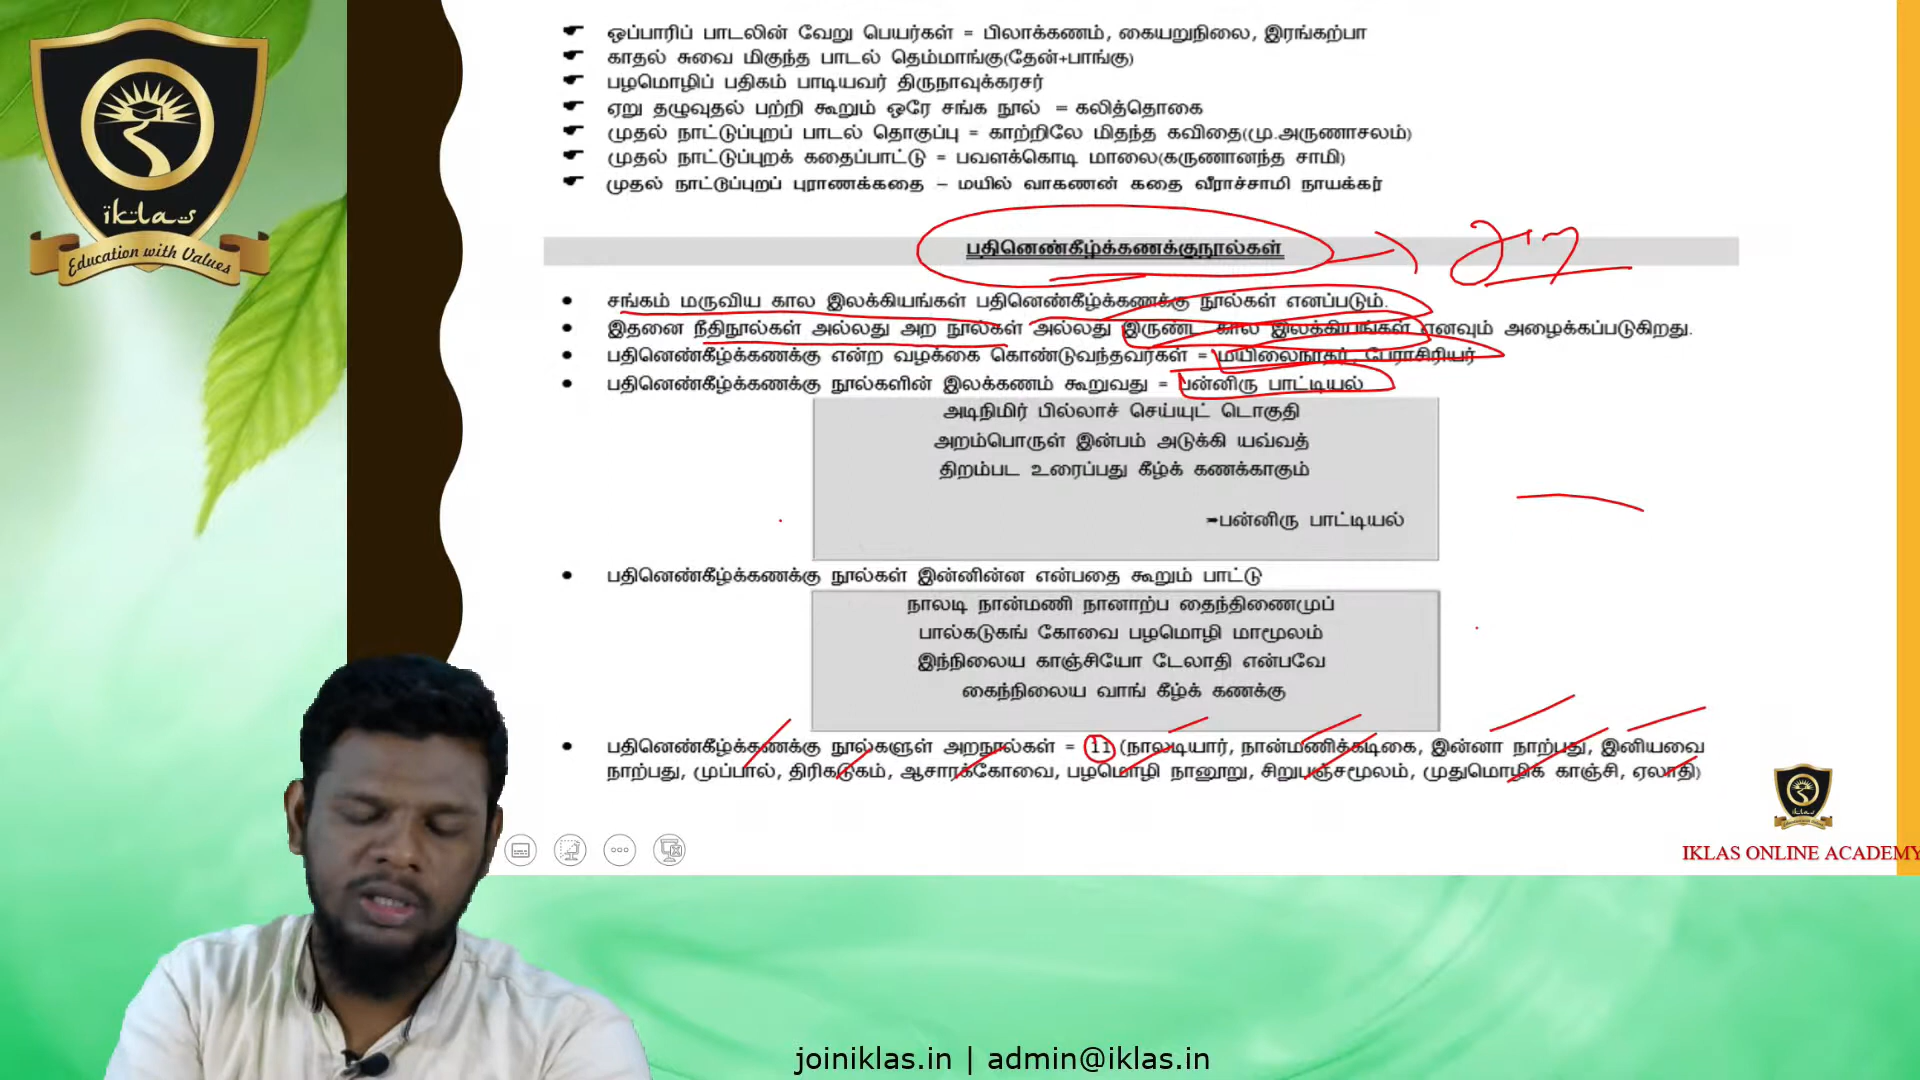 iklas
Education with Values
ஒப்பாரிப் பாடலின் வேறு பெயர்கள் = பிலாக்கணம், கையறுநிலை, இரங்கற்பா
காதல் சுவை மிகுந்த பாடல் தெம்மாங்கு(தேன்+பாங்கு)
பழமொழிப் பதிகம் பாடியவர் திருநாவுக்கரசர்
ஏறு தழுவுதல் பற்றி கூறும் ஒரே சங்க நூல் = கலித்தொகை
முதல் நாட்டுப்புறப் பாடல் தொகுப்பு = காற்றிலே மிதந்த கவிதை(மு.அருணாசலம்)
முதல் நாட்டுப்புறக் கதைப்பாட்டு = பவளக்கொடி மாலை(கருணானந்த சாமி)
முதல் நாட்டுப்புறப் புராணக்கதை – மயில் வாகணன் கதை வீராச்சாமி நாயக்கர்
பதினெண்கீழ்க்கணக்குநூல்கள்
சங்கம் மருவிய கால இலக்கியங்கள் பதினெண்கீழ்க்கணக்கு நூல்கள் எனப்படும்.
இதனை நீதிநூல்கள் அல்லது அற நூல்கள் அல்லது இருண்ட கால இலக்கியங்கள் எனவும் அழைக்கப்படுகிறது.
பதினெண்கீழ்க்கணக்கு என்ற வழக்கை கொண்டுவந்தவர்கள் = மயிலைநாதர், பேராசிரியர்
பதினெண்கீழ்க்கணக்கு நூல்களின் இலக்கணம் கூறுவது = பன்னிரு பாட்டியல்
அடிநிமிர் பில்லாச் செய்யுட் டொகுதி
அறம்பொருள் இன்பம் அடுக்கி யவ்வத்
திறம்பட உரைப்பது கீழ்க் கணக்காகும்
➨பன்னிரு பாட்டியல்
பதினெண்கீழ்க்கணக்கு நூல்கள் இன்னின்ன என்பதை கூறும் பாட்டு
நாலடி நான்மணி நானாற்ப தைந்திணைமுப்
பால்கடுகங் கோவை பழமொழி மாமூலம்
இந்நிலைய காஞ்சியோ டேலாதி என்பவே
கைந்நிலைய வாங் கீழ்க் கணக்கு
பதினெண்கீழ்க்கணக்கு நூல்களுள் அறநூல்கள் = 11 (நாலடியார், நான்மணிக்கடிகை, இன்னா நாற்பது, இனியவை
நாற்பது, முப்பால், திரிகடுகம், ஆசாரக்கோவை, பழமொழி நானூறு, சிறுபஞ்சமூலம், முதுமொழிக் காஞ்சி, ஏலாதி)
IKLAS ONLINE ACADEMY
joiniklas.in | admin@iklas.in